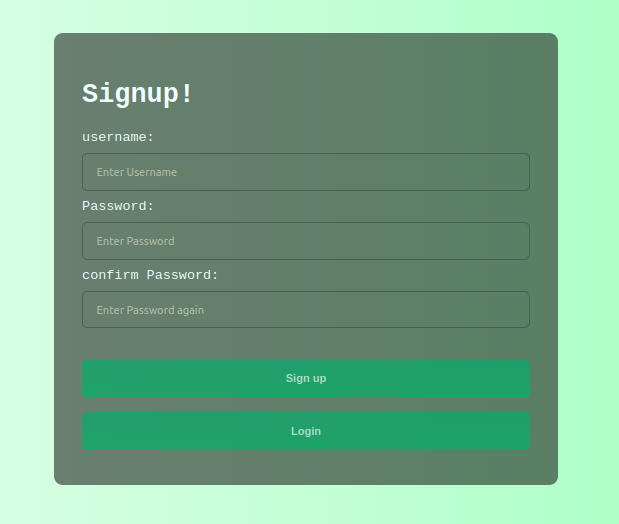 Signup!
username:
Enter Username
Password:
Enter Password
confirm Password:
Enter Password again
Sign up
Login